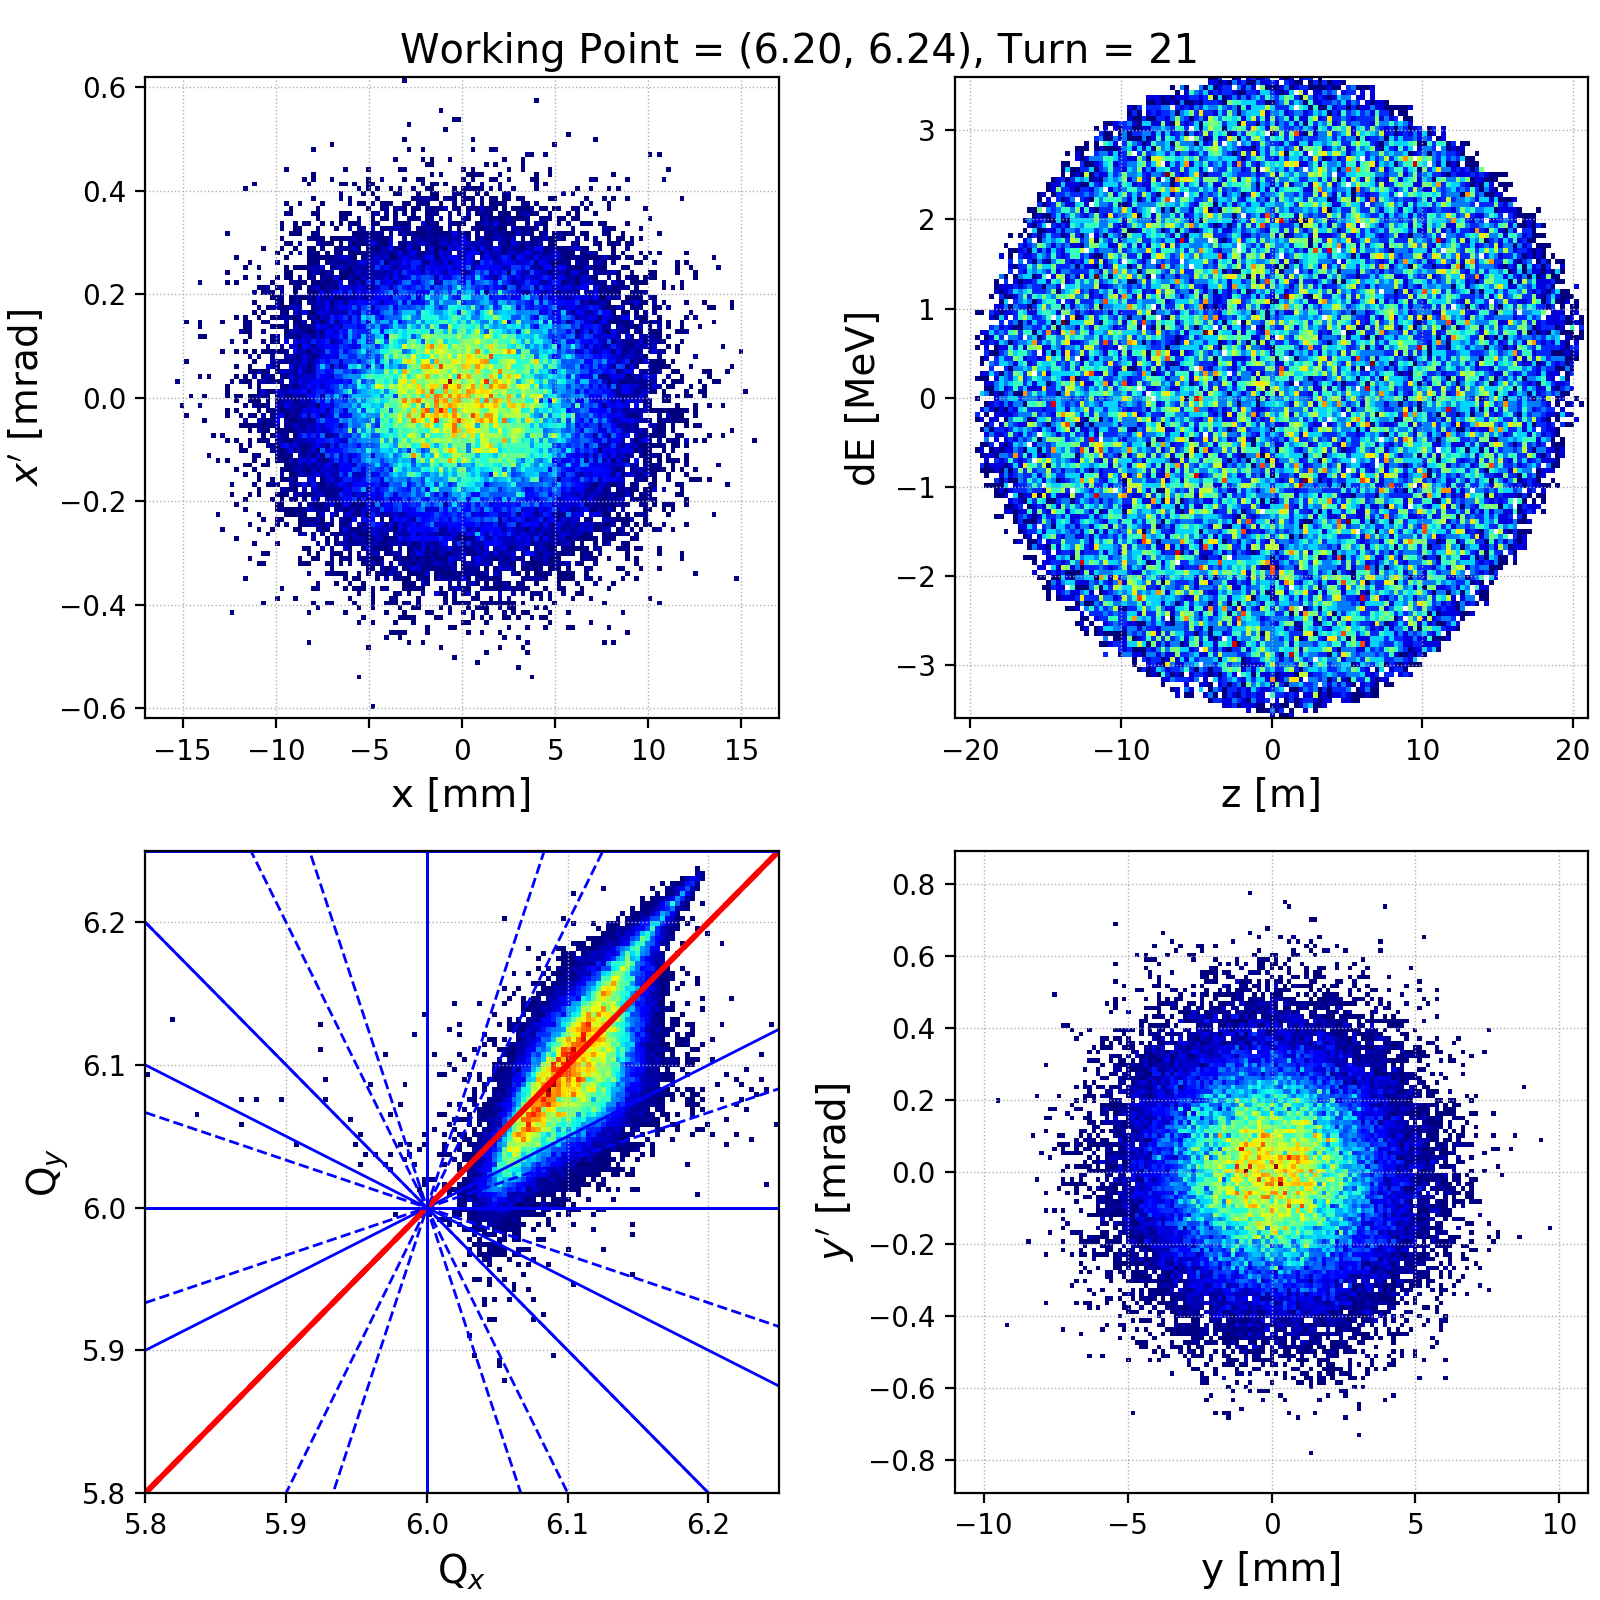 Working Point = (6.20, 6.24), Turn = 21
0.6
0.4
0.2
0.0
−0.2
−0.4
−0.6
x′ [mrad]
−15 −10 −5 0 5 10 15
x [mm]
3
2
1
0
−1
−2
−3
dE [MeV]
−20 −10 0 10 20
z [m]
6.2
6.1
6.0
5.9
5.8
Qy
5.8 5.9 6.0 6.1 6.2
Qx
0.8
0.6
0.4
0.2
0.0
−0.2
−0.4
−0.6
−0.8
y′ [mrad]
−10 −5 0 5 10
y [mm]